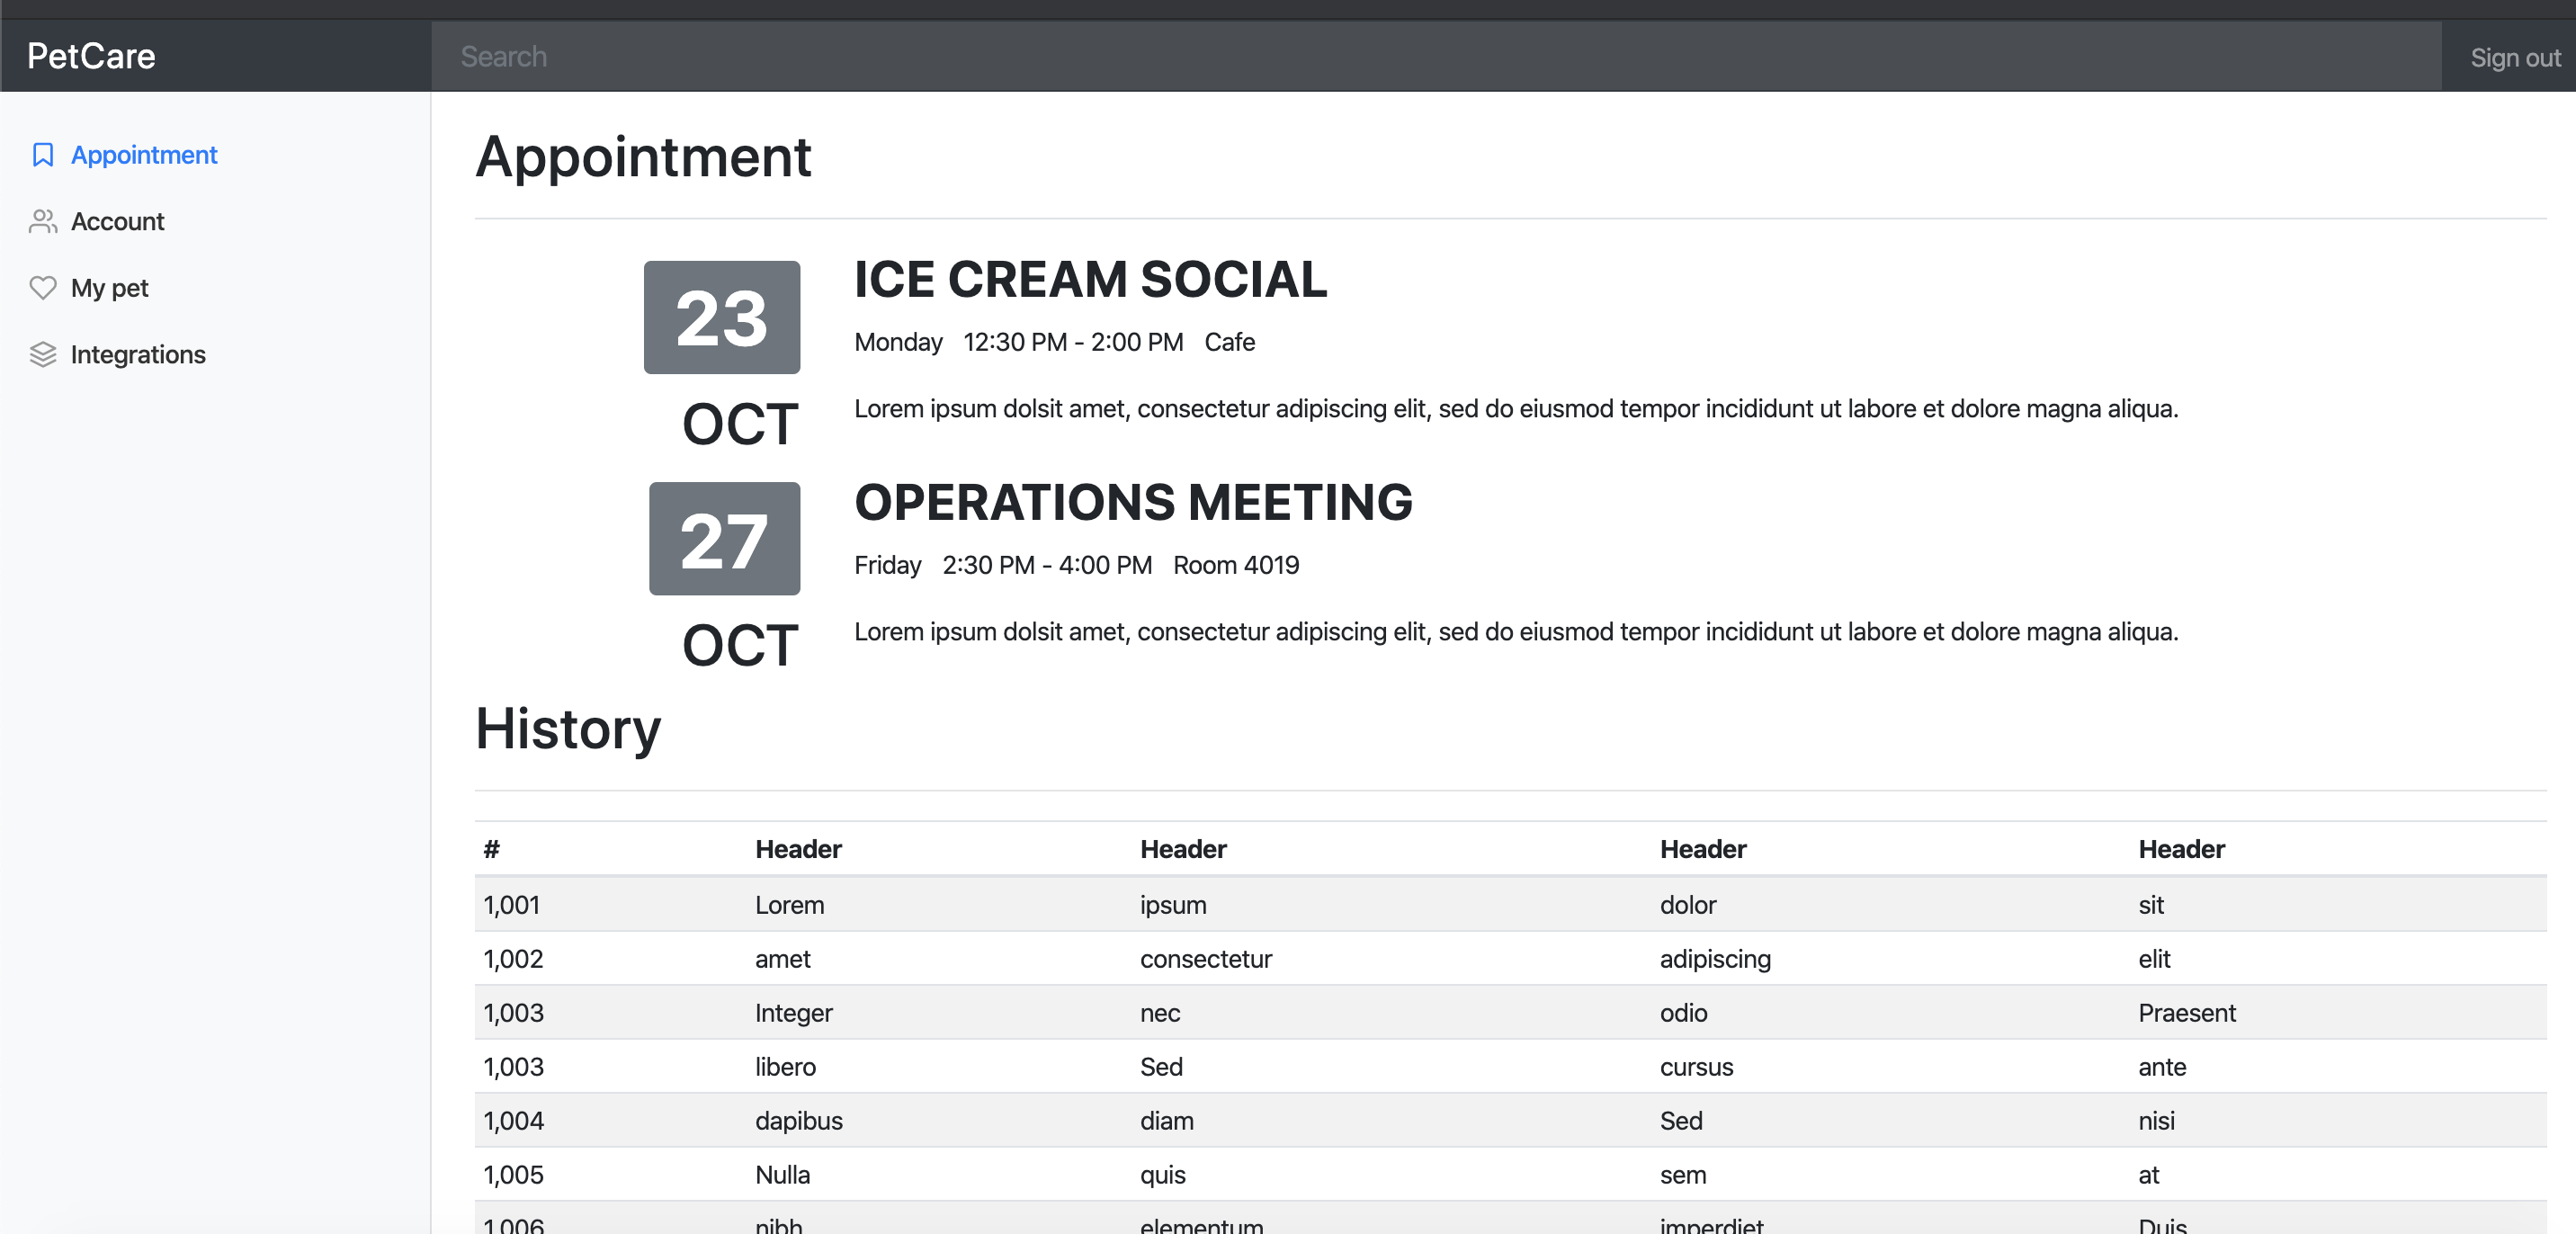 PetCare Search Sign out
Appointment
Account
My pet
Integrations
Appointment
23
OCT
ICE CREAM SOCIAL
Monday 12:30 PM - 2:00 PM Cafe
Lorem ipsum dolsit amet, consectetur adipiscing elit, sed do eiusmod tempor incididunt ut labore et dolore magna aliqua.
27
OCT
OPERATIONS MEETING
Friday 2:30 PM - 4:00 PM Room 4019
Lorem ipsum dolsit amet, consectetur adipiscing elit, sed do eiusmod tempor incididunt ut labore et dolore magna aliqua.
History
# Header Header Header Header
1,001 Lorem ipsum dolor sit
1,002 amet consectetur adipiscing elit
1,003 Integer nec odio Praesent
1,003 libero Sed cursus ante
1,004 dapibus diam Sed nisi
1,005 Nulla quis sem at
1,006 nibh elementum imperdiet Duis